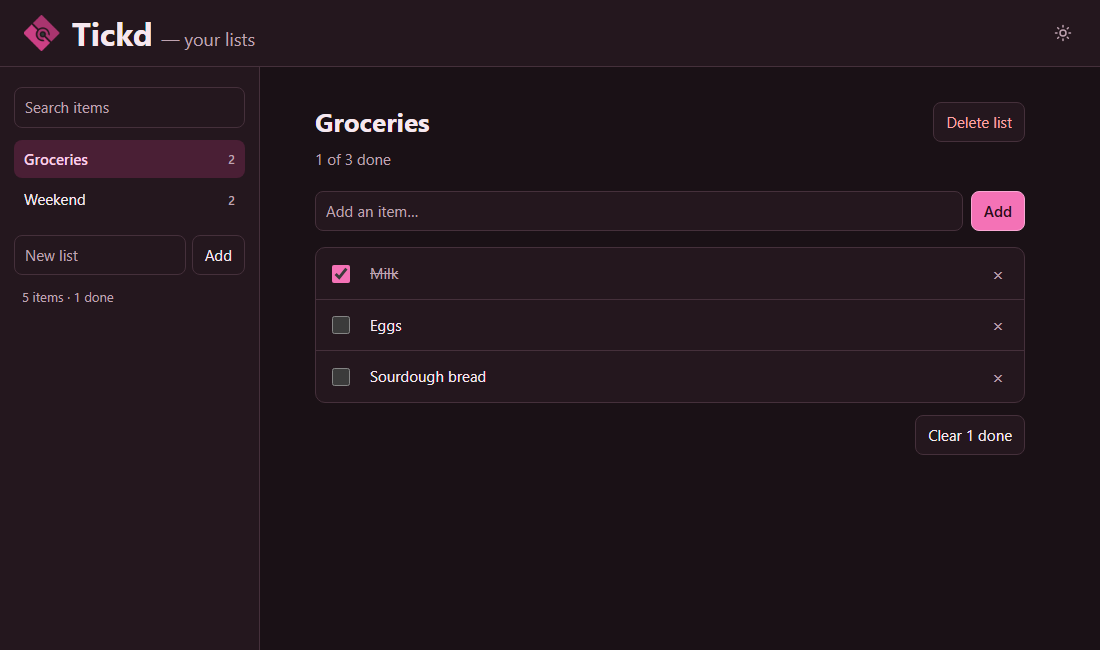 Tickd — your lists
Search items
Groceries 2
Weekend 2
New list Add
5 items · 1 done
Groceries Delete list
1 of 3 done
Add an item... Add
Milk ×
Eggs ×
Sourdough bread ×
Clear 1 done